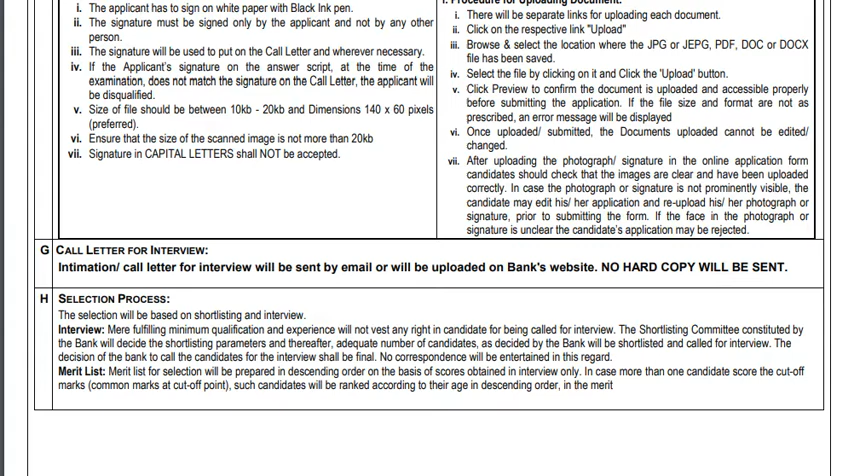 i. The applicant has to sign on white paper with Black Ink pen.
ii. The signature must be signed only by the applicant and not by any other
person.
iii. The signature will be used to put on the Call Letter and wherever necessary.
iv. If the Applicant's signature on the answer script, at the time of the
examination, does not match the signature on the Call Letter, the applicant will
be disqualified.
v. Size of file should be between 10kb - 20kb and Dimensions 140 x 60 pixels
(preferred).
vi. Ensure that the size of the scanned image is not more than 20kb
vii. Signature in CAPITAL LETTERS shall NOT be accepted.
i. Procedure for Uploading Document:
i. There will be separate links for uploading each document.
ii. Click on the respective link "Upload"
iii. Browse & select the location where the JPG or JEPG, PDF, DOC or DOCX
file has been saved.
iv. Select the file by clicking on it and Click the 'Upload' button.
v. Click Preview to confirm the document is uploaded and accessible properly
before submitting the application. If the file size and format are not as
prescribed, an error message will be displayed
vi. Once uploaded/ submitted, the Documents uploaded cannot be edited/
changed.
vii. After uploading the photograph/ signature in the online application form
candidates should check that the images are clear and have been uploaded
correctly. In case the photograph or signature is not prominently visible, the
candidate may edit his/ her application and re-upload his/ her photograph or
signature, prior to submitting the form. If the face in the photograph or
signature is unclear the candidate's application may be rejected.
G CALL LETTER FOR INTERVIEW:
Intimation/ call letter for interview will be sent by email or will be uploaded on Bank's website. NO HARD COPY WILL BE SENT.
H SELECTION PROCESS:
The selection will be based on shortlisting and interview.
Interview: Mere fulfilling minimum qualification and experience will not vest any right in candidate for being called for interview. The Shortlisting Committee constituted by
the Bank will decide the shortlisting parameters and thereafter, adequate number of candidates, as decided by the Bank will be shortlisted and called for interview. The
decision of the bank to call the candidates for the interview shall be final. No correspondence will be entertained in this regard.
Merit List: Merit list for selection will be prepared in descending order on the basis of scores obtained in interview only. In case more than one candidate score the cut-off
marks (common marks at cut-off point), such candidates will be ranked according to their age in descending order, in the merit